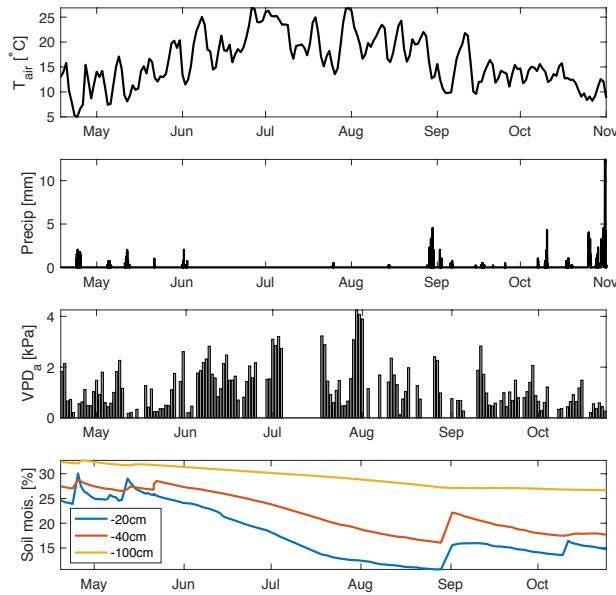 25
20
15
10
5
T_air [°C]
May Jun Jul Aug Sep Oct Nov
10
5
0
Precip [mm]
May Jun Jul Aug Sep Oct Nov
4
2
0
VPD_a [kPa]
May Jun Jul Aug Sep Oct
30
25
20
15
Soil mois. [%]
-20cm
-40cm
-100cm
May Jun Jul Aug Sep Oct